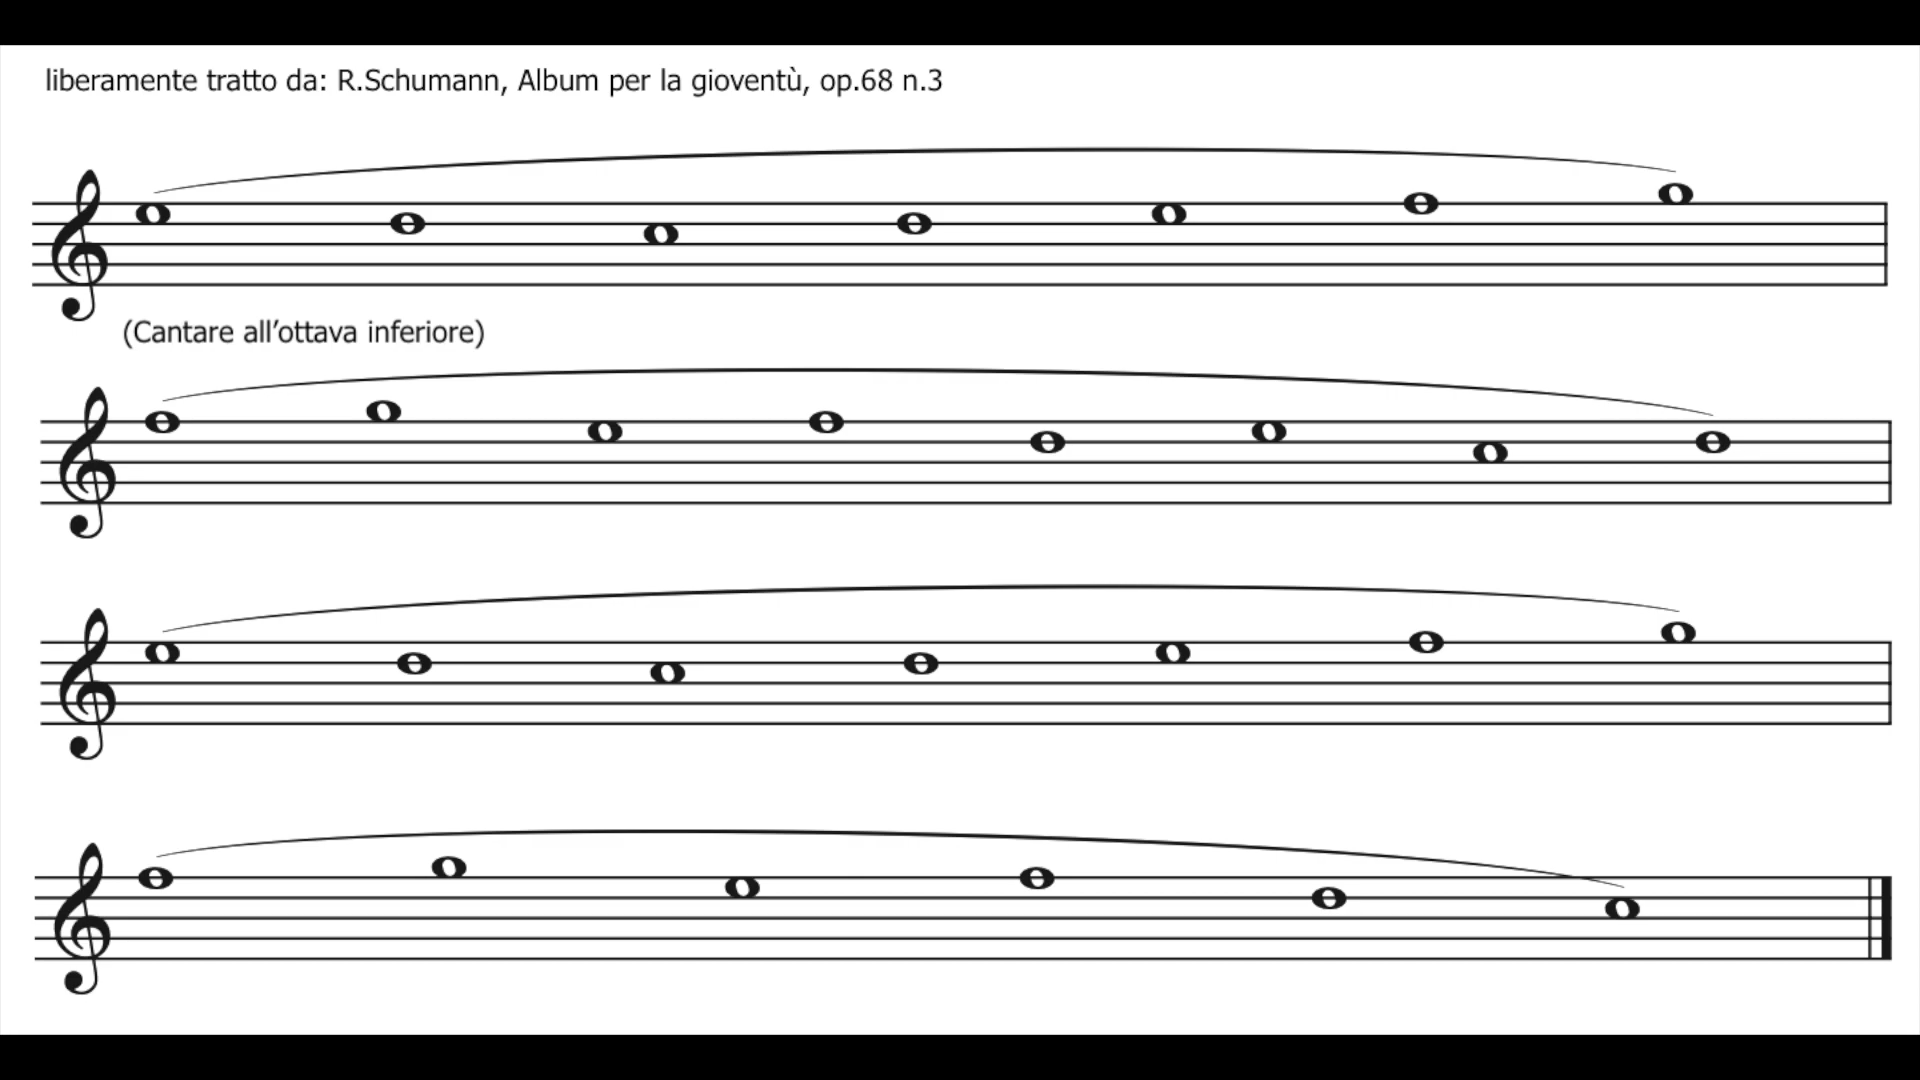 liberamente tratto da: R.Schumann, Album per la gioventù, op.68 n.3
(Cantare all’ottava inferiore)